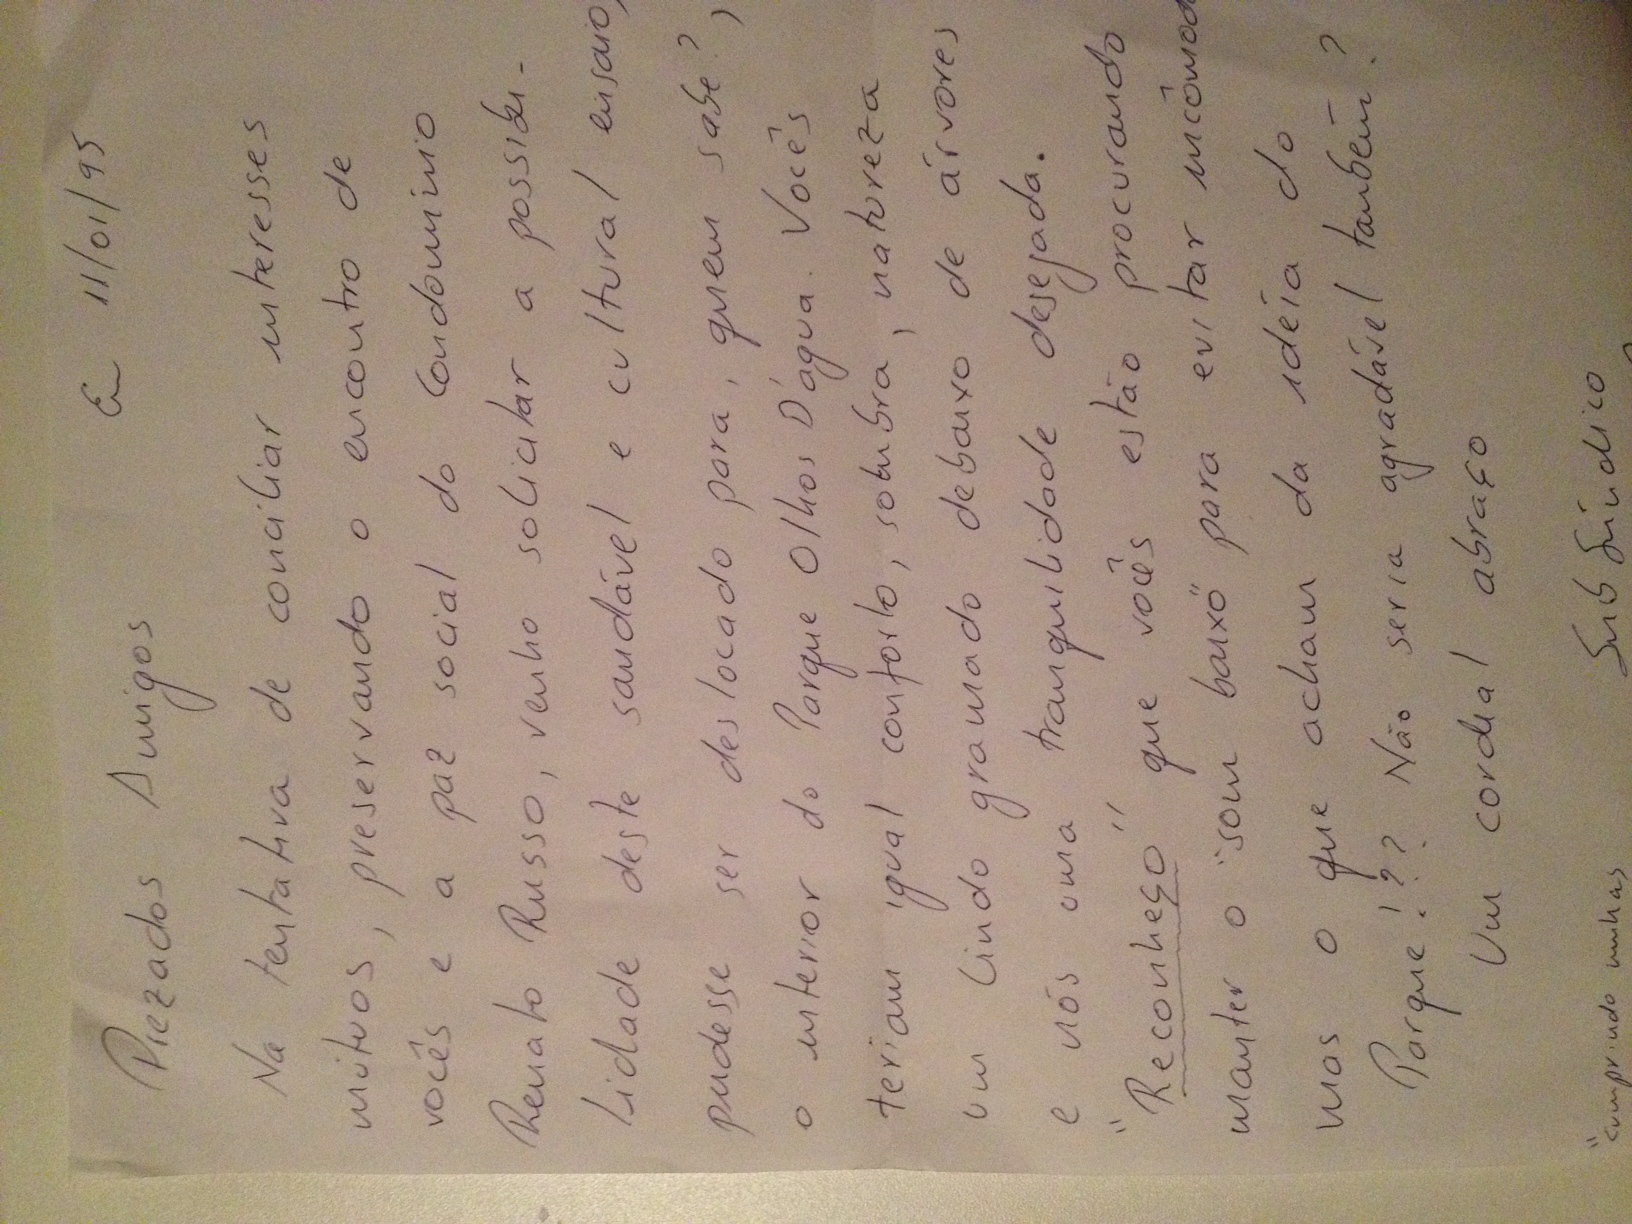 Em 11/01/95
Prezados Amigos
Na tentativa de conciliar interesses
mútuos, preservando o encontro de
vocês e a paz social do Condomínio
Renato Russo, venho solicitar a possibi-
lidade deste saudável e cultural ensaio,
pudesse ser deslocado para, quem sabe?,
o interior do Parque Olhos D'água. Vocês
teriam igual conforto, sombra, natureza
um lindo gramado debaixo de árvores
e nós uma tranquilidade desejada.
"Reconheço" que vocês estão procurando
manter o "som baixo" para evitar incômodo
mas o que acham da idéia do
Parque!?? Não seria agradável também?
Um cordial abraço
"cumprindo minhas
Sub Síndico